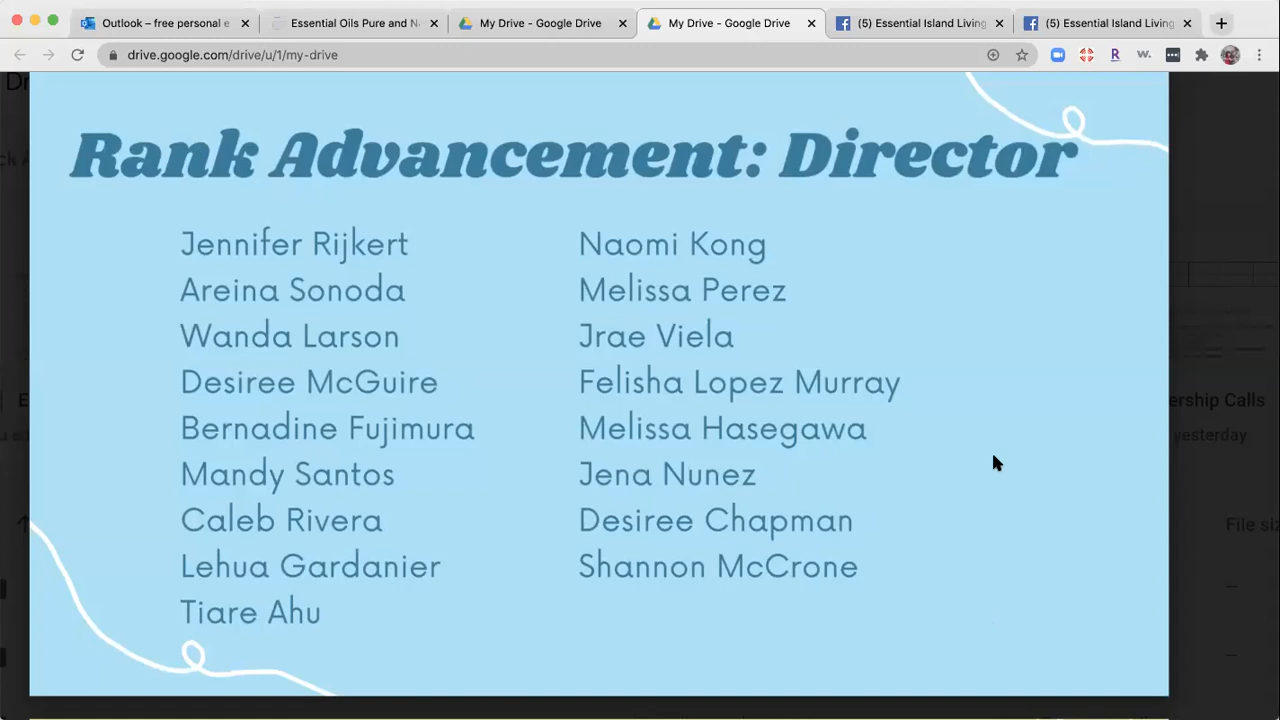 Outlook – free personal e
Essential Oils Pure and N
My Drive - Google Drive
My Drive - Google Drive
(5) Essential Island Living
(5) Essential Island Living
drive.google.com/drive/u/1/my-drive
Rank Advancement: Director
Jennifer Rijkert
Areina Sonoda
Wanda Larson
Desiree McGuire
Bernadine Fujimura
Mandy Santos
Caleb Rivera
Lehua Gardanier
Tiare Ahu
Naomi Kong
Melissa Perez
Jrae Viela
Felisha Lopez Murray
Melissa Hasegawa
Jena Nunez
Desiree Chapman
Shannon McCrone
ership Calls
yesterday
File siz